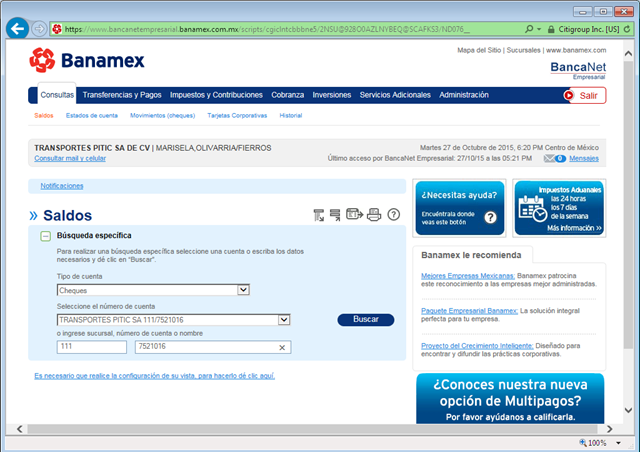 https://www.bancanetempresarial.banamex.com.mx/scripts/cgiclntcbbbne5/2NSU@928O0AZLNYBEQ@SCAFKS3/ND076__
Citigroup Inc. [US]
Mapa del Sitio | Sucursales | www.banamex.com
Banamex
BancaNet
Empresarial
Consultas Transferencias y Pagos Impuestos y Contribuciones Cobranza Inversiones Servicios Adicionales Administración Salir
Saldos Estados de cuenta Movimientos (cheques) Tarjetas Corporativas Historial
TRANSPORTES PITIC SA DE CV | MARISELA,OLIVARRIA/FIERROS
Martes 27 de Octubre de 2015, 6:20 PM Centro de México
Consultar mail y celular
Último acceso por BancaNet Empresarial: 27/10/15 a las 05:21 PM
0 Mensajes
Notificaciones
» Saldos
?
Búsqueda específica
Para realizar una búsqueda específica seleccione una cuenta o escriba los datos
necesarios y dé clic en "Buscar".
Tipo de cuenta
Cheques
Seleccione el número de cuenta
TRANSPORTES PITIC SA 111/7521016
Buscar
o ingrese sucursal, número de cuenta o nombre
111 7521016
Es necesario que realice la configuración de su vista, para hacerlo dé clic aquí.
¿Necesitas ayuda?
Encuéntrala donde
veas este botón
?
Impuestos Aduanales
las 24 horas
los 7 días
de la semana
Más información »
Banamex le recomienda
Mejores Empresas Mexicanas: Banamex patrocina
este reconocimiento a las empresas mejor administradas.
Paquete Empresarial Banamex: La solución integral
perfecta para tu empresa.
Proyecto del Crecimiento Inteligente: Diseñado para
encontrar y difundir las prácticas corporativas.
¿Conoces nuestra nueva
opción de Multipagos?
Por favor ayúdanos a calificarla.
100%